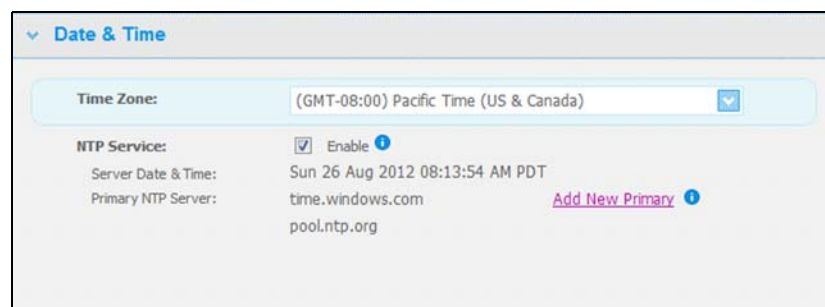 Date & Time
Time Zone: (GMT-08:00) Pacific Time (US & Canada)
NTP Service: Enable
Server Date & Time: Sun 26 Aug 2012 08:13:54 AM PDT
Primary NTP Server: time.windows.com Add New Primary
pool.ntp.org